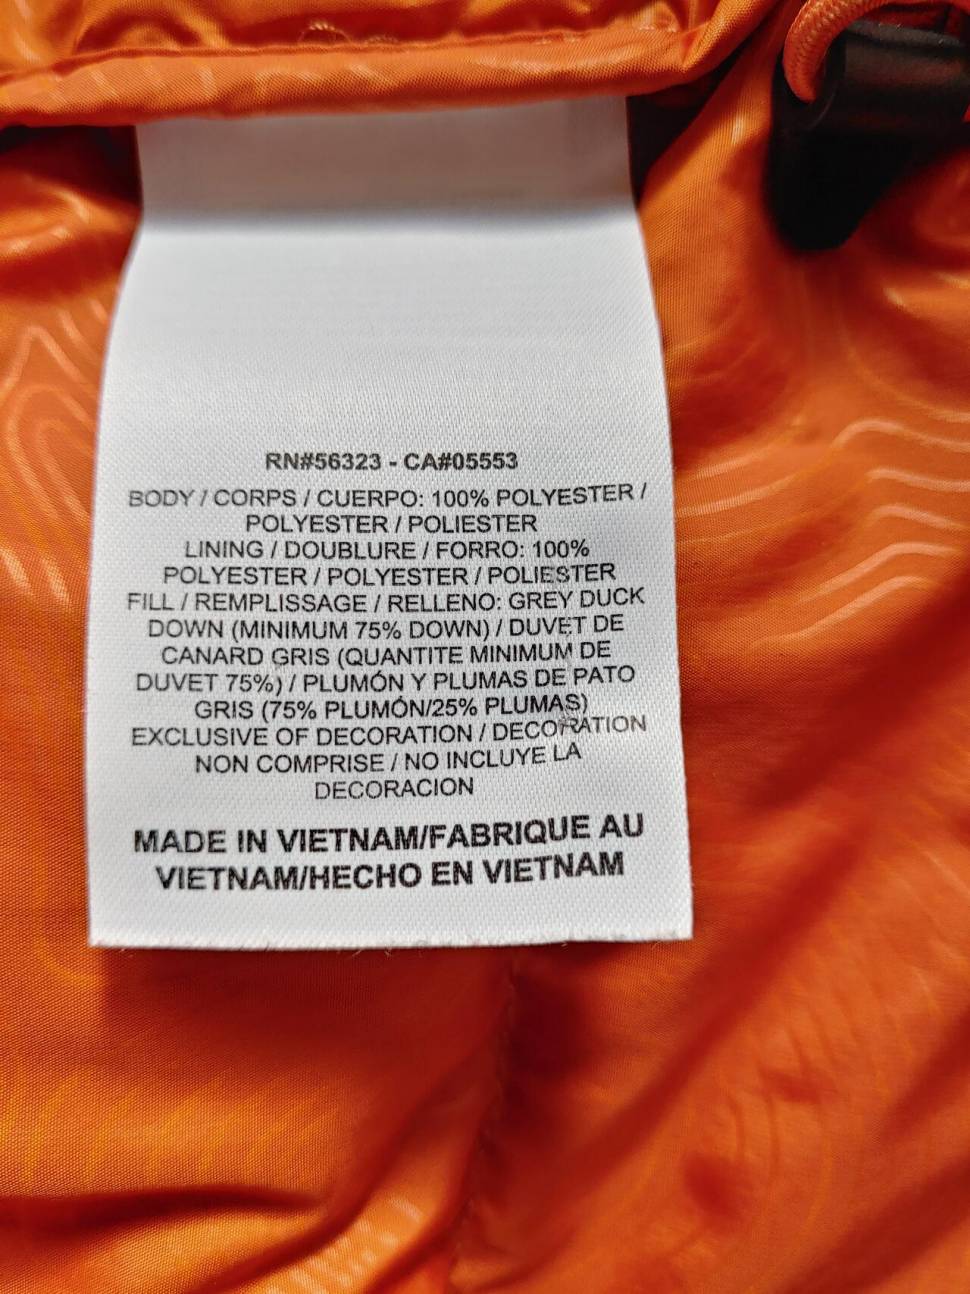 RN#56323 - CA#05553
BODY / CORPS / CUERPO: 100% POLYESTER /
POLYESTER / POLIESTER
LINING / DOUBLURE / FORRO: 100%
POLYESTER / POLYESTER / POLIESTER
FILL / REMPLISSAGE / RELLENO: GREY DUCK
DOWN (MINIMUM 75% DOWN) / DUVET DE
CANARD GRIS (QUANTITE MINIMUM DE
DUVET 75%) / PLUMÓN Y PLUMAS DE PATO
GRIS (75% PLUMÓN/25% PLUMAS)
EXCLUSIVE OF DECORATION / DECORATION
NON COMPRISE / NO INCLUYE LA
DECORACION
MADE IN VIETNAM/FABRIQUE AU
VIETNAM/HECHO EN VIETNAM